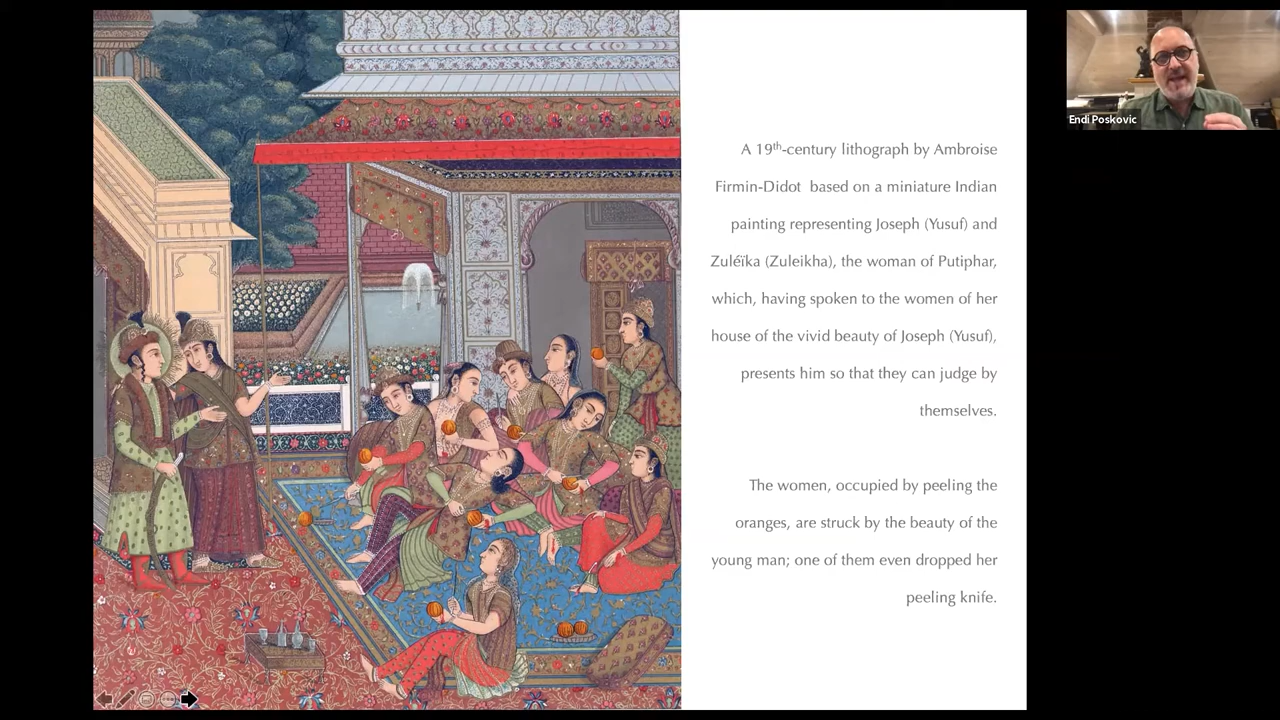 A 19th-century lithograph by Ambroise
Firmin-Didot based on a miniature Indian
painting representing Joseph (Yusuf) and
Zuléïka (Zuleikha), the woman of Putiphar,
which, having spoken to the women of her
house of the vivid beauty of Joseph (Yusuf),
presents him so that they can judge by
themselves.
The women, occupied by peeling the
oranges, are struck by the beauty of the
young man; one of them even dropped her
peeling knife.
Endi Poskovic